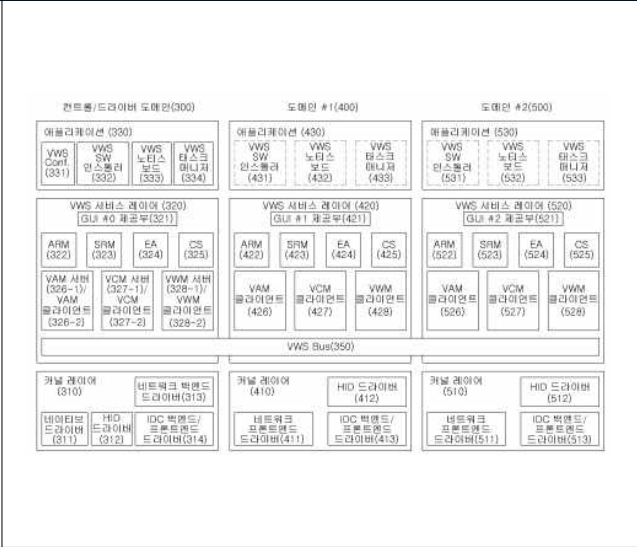 컨트롤/드라이버 도메인(300)
도메인 #1(400)
도메인 #2(500)
애플리케이션 (330)
VWS
Conf.
(331)
VWS
SW
인스톨러
(332)
VWS
노티스
보드
(333)
VWS
태스크
매니저
(334)
애플리케이션 (430)
VWS
SW
인스톨러
(431)
VWS
노티스
보드
(432)
VWS
태스크
매니저
(433)
애플리케이션 (530)
VWS
SW
인스톨러
(531)
VWS
노티스
보드
(532)
VWS
태스크
매니저
(533)
VWS 서비스 레이어 (320)
GUI #0 제공부(321)
ARM
(322)
SRM
(323)
EA
(324)
CS
(325)
VAM 서버
(326-1)/
VAM
클라이언트
(326-2)
VCM 서버
(327-1)/
VCM
클라이언트
(327-2)
VWM 서버
(328-1)/
VWM
클라이언트
(328-2)
VWS 서비스 레이어 (420)
GUI #1 제공부(421)
ARM
(422)
SRM
(423)
EA
(424)
CS
(425)
VAM
클라이언트
(426)
VCM
클라이언트
(427)
VWM
클라이언트
(428)
VWS 서비스 레이어 (520)
GUI #2 제공부(521)
ARM
(522)
SRM
(523)
EA
(524)
CS
(525)
VAM
클라이언트
(526)
VCM
클라이언트
(527)
VWM
클라이언트
(528)
VWS Bus(350)
커널 레이어
(310)
네트워크 백엔드
드라이버(313)
네이티브
드라이버
(311)
HID
드라이버
(312)
IDC 백엔드/
프론트엔드
드라이버(314)
커널 레이어
(410)
HID 드라이버
(412)
네트워크
프론트엔드
드라이버(411)
IDC 백엔드/
프론트엔드
드라이버(413)
커널 레이어
(510)
HID 드라이버
(512)
네트워크
프론트엔드
드라이버(511)
IDC 백엔드/
프론트엔드
드라이버(513)